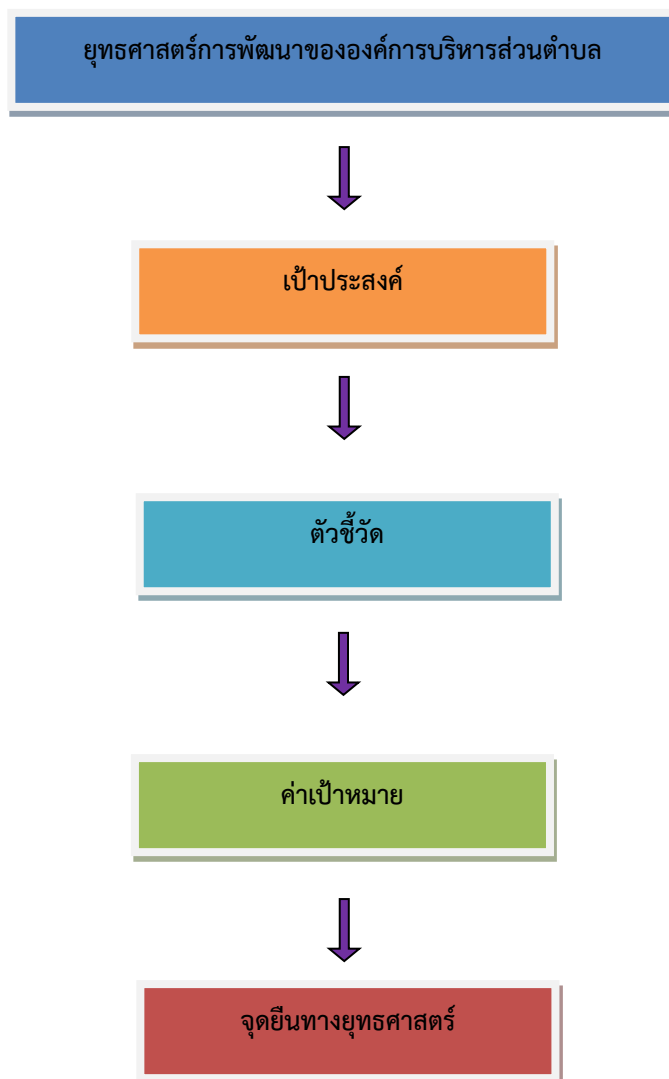 ยุทธศาสตร์การพัฒนาขององค์การบริหารส่วนตำบล
เป้าประสงค์
ตัวชี้วัด
ค่าเป้าหมาย
จุดยืนทางยุทธศาสตร์